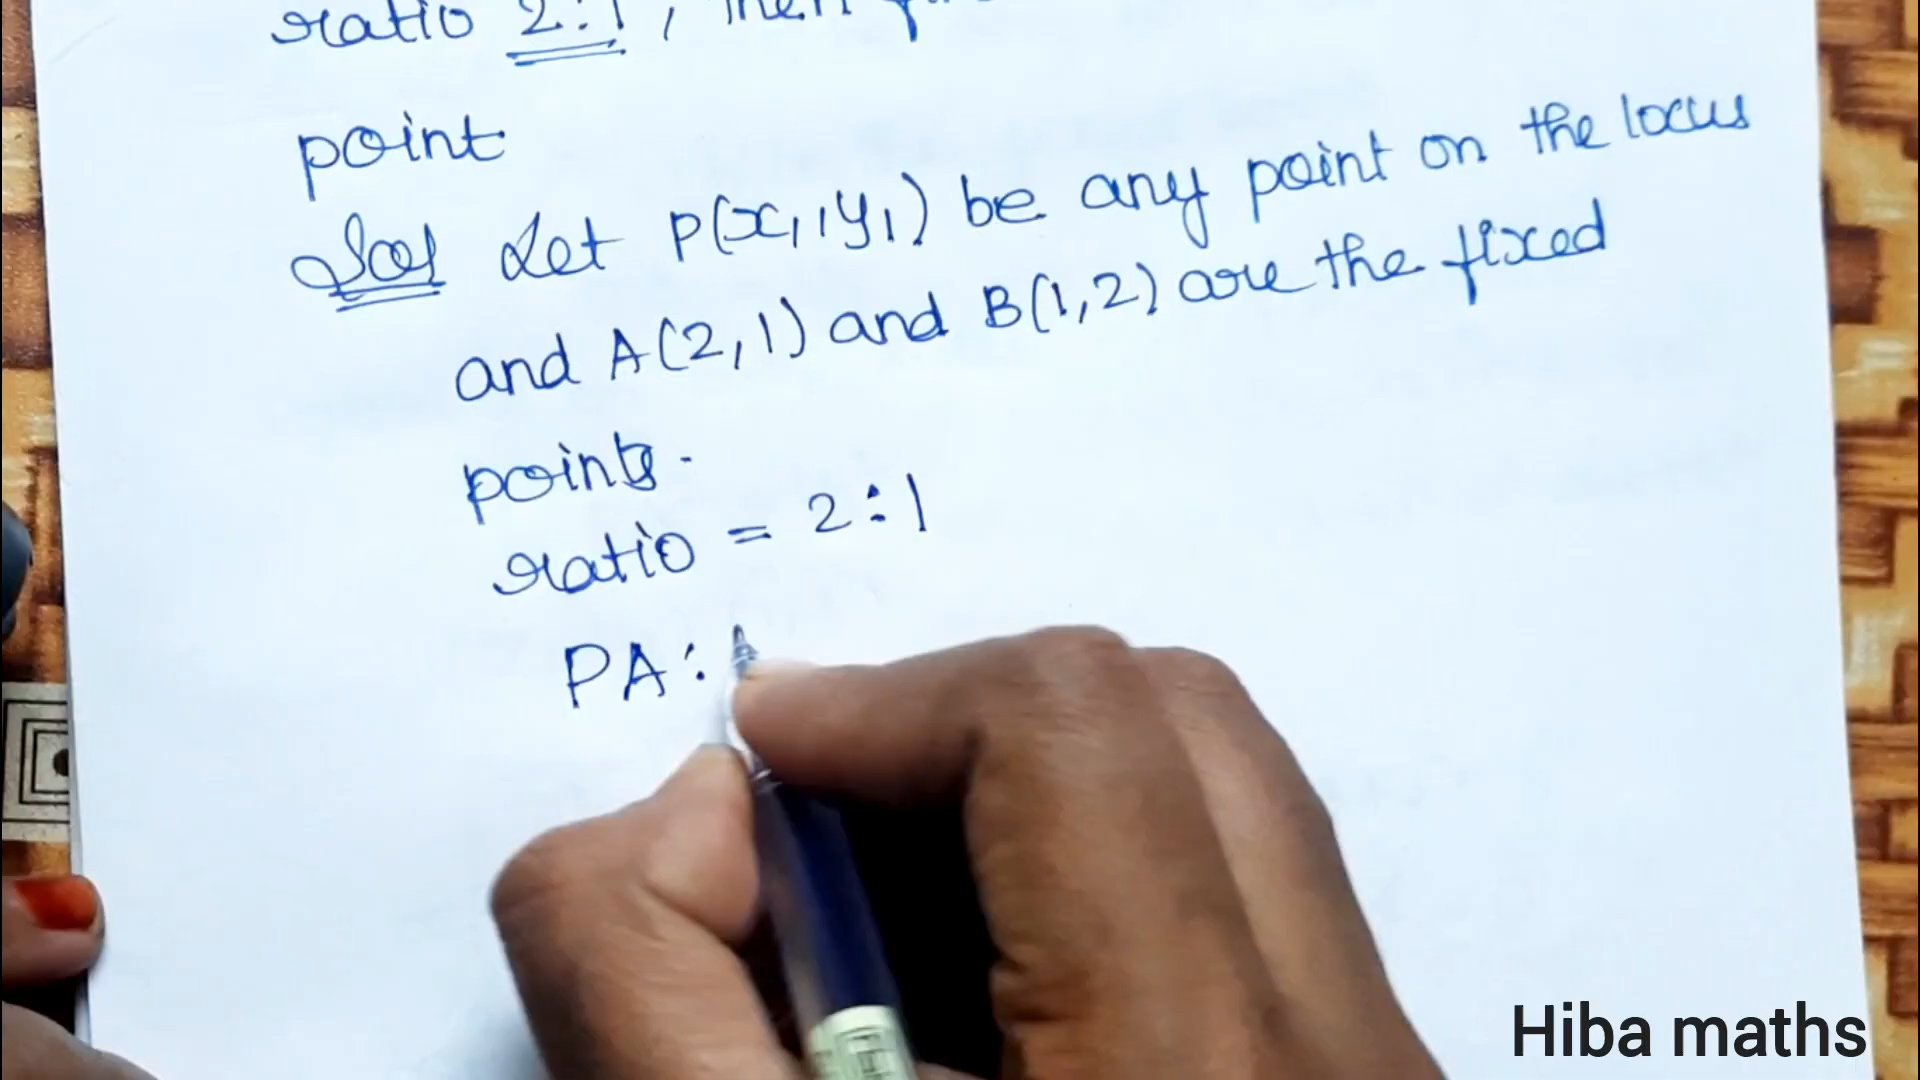 ratio 2:1, then
point
Sol Let P(x₁,y₁) be any point on the locus
and A(2,1) and B(1,2) are the fixed
points.
ratio = 2:1
PA:
Hiba maths